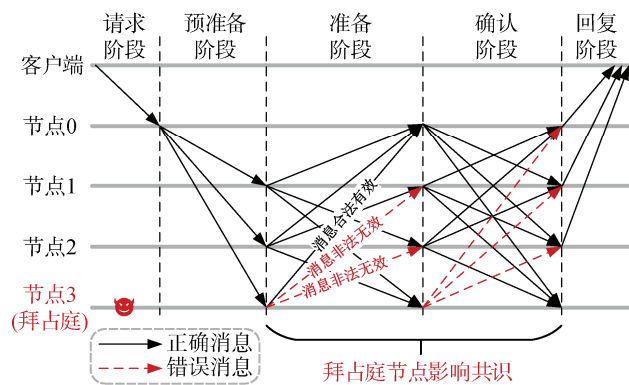 请求
阶段
预准备
阶段
准备
阶段
确认
阶段
回复
阶段
客户端
节点0
节点1
节点2
节点3
(拜占庭)
消息合法有效
消息非法无效
消息非法无效
正确消息
错误消息
拜占庭节点影响共识